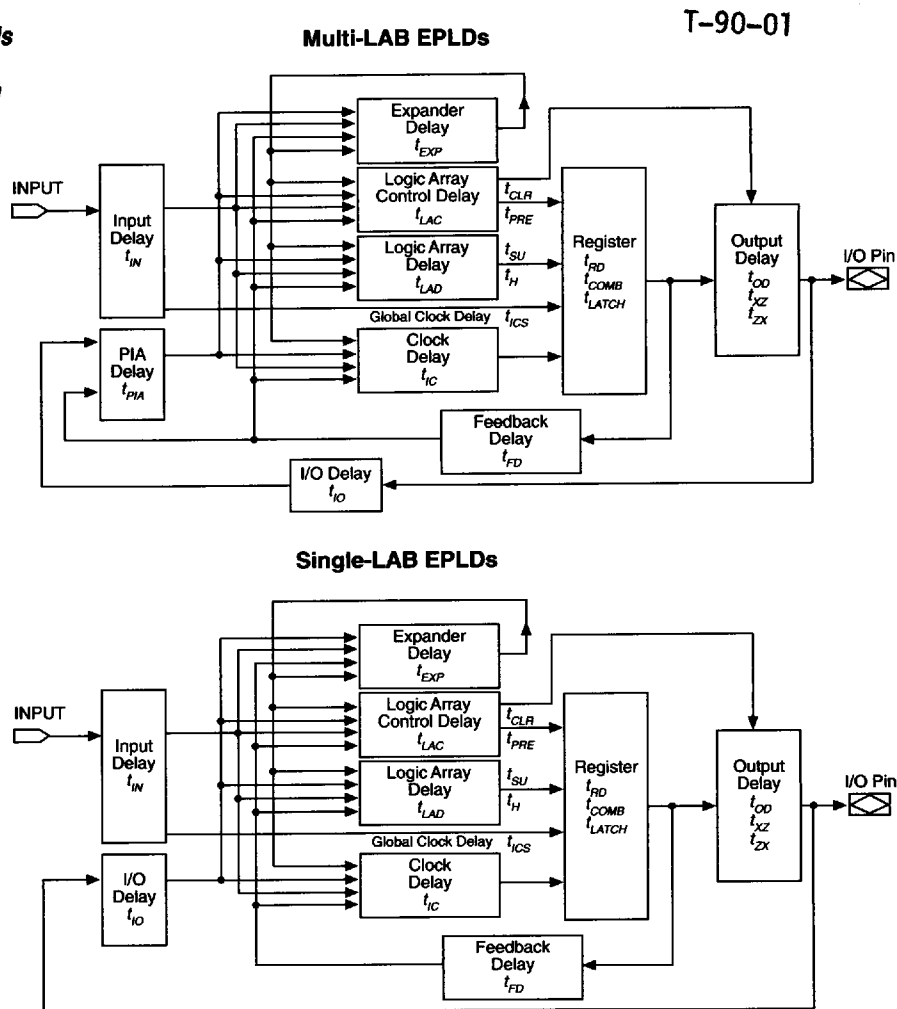 T-90-01
s
Multi-LAB EPLDs
Expander
Delay
tEXP
INPUT
Input
Delay
tIN
Logic Array
Control Delay
tLAC
tCLR
tPRE
Logic Array
Delay
tLAD
tSU
tH
Register
tRD
tCOMB
tLATCH
Output
Delay
tOD
tXZ
tZX
I/O Pin
Global Clock Delay tICS
PIA
Delay
tPIA
Clock
Delay
tIC
Feedback
Delay
tFD
I/O Delay
tIO
Single-LAB EPLDs
Expander
Delay
tEXP
INPUT
Input
Delay
tIN
Logic Array
Control Delay
tLAC
tCLR
tPRE
Logic Array
Delay
tLAD
tSU
tH
Register
tRD
tCOMB
tLATCH
Output
Delay
tOD
tXZ
tZX
I/O Pin
Global Clock Delay tICS
I/O
Delay
tIO
Clock
Delay
tIC
Feedback
Delay
tFD